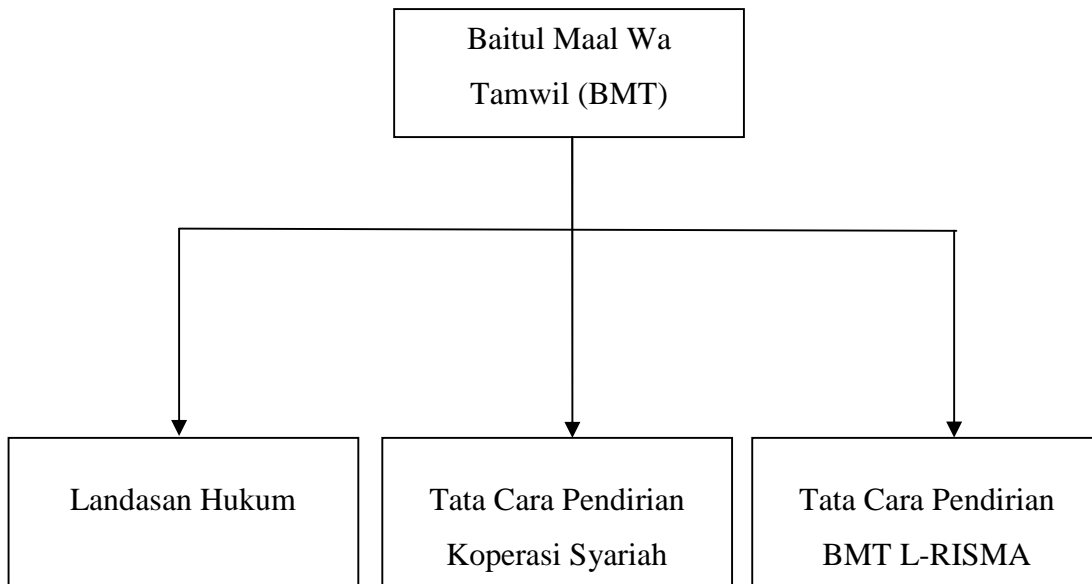 Baitul Maal Wa
Tamwil (BMT)
Landasan Hukum
Tata Cara Pendirian
Koperasi Syariah
Tata Cara Pendirian
BMT L-RISMA